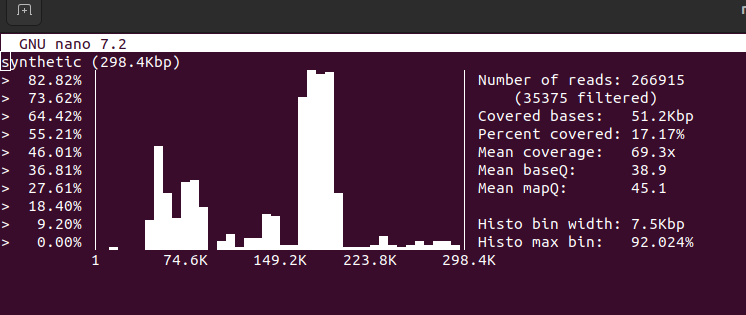 GNU nano 7.2
synthetic (298.4Kbp)
> 82.82% Number of reads: 266915
> 73.62% (35375 filtered)
> 64.42% Covered bases: 51.2Kbp
> 55.21% Percent covered: 17.17%
> 46.01% Mean coverage: 69.3x
> 36.81% Mean baseQ: 38.9
> 27.61% Mean mapQ: 45.1
> 18.40%
> 9.20% Histo bin width: 7.5Kbp
> 0.00% Histo max bin: 92.024%
1 74.6K 149.2K 223.8K 298.4K